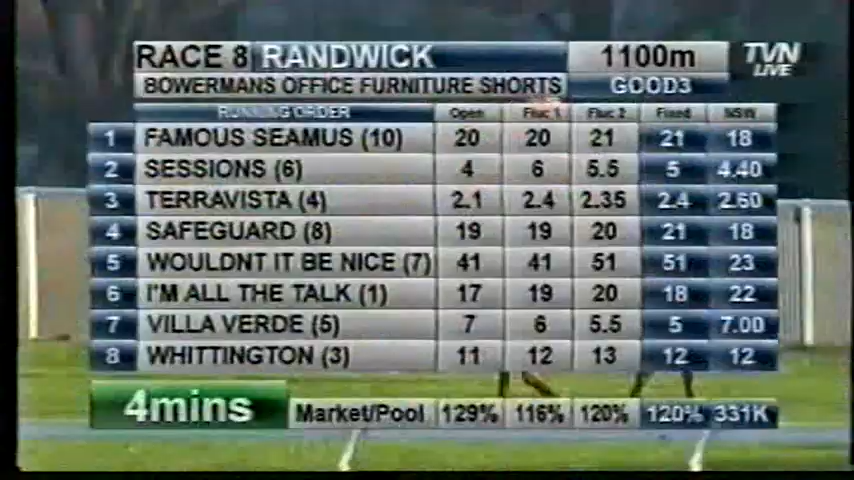 RACE 8 RANDWICK 1100m TVN
LIVE
BOWERMANS OFFICE FURNITURE SHORTS GOOD3
RUNNING ORDER Open Fluc 1 Fluc 2 Fixed NSW
1 FAMOUS SEAMUS (10) 20 20 21 21 18
2 SESSIONS (6) 4 6 5.5 5 4.40
3 TERRAVISTA (4) 2.1 2.4 2.35 2.4 2.60
4 SAFEGUARD (8) 19 19 20 21 18
5 WOULDNT IT BE NICE (7) 41 41 51 51 23
6 I'M ALL THE TALK (1) 17 19 20 18 22
7 VILLA VERDE (5) 7 6 5.5 5 7.00
8 WHITTINGTON (3) 11 12 13 12 12
4mins Market/Pool 129% 116% 120% 120% 331K